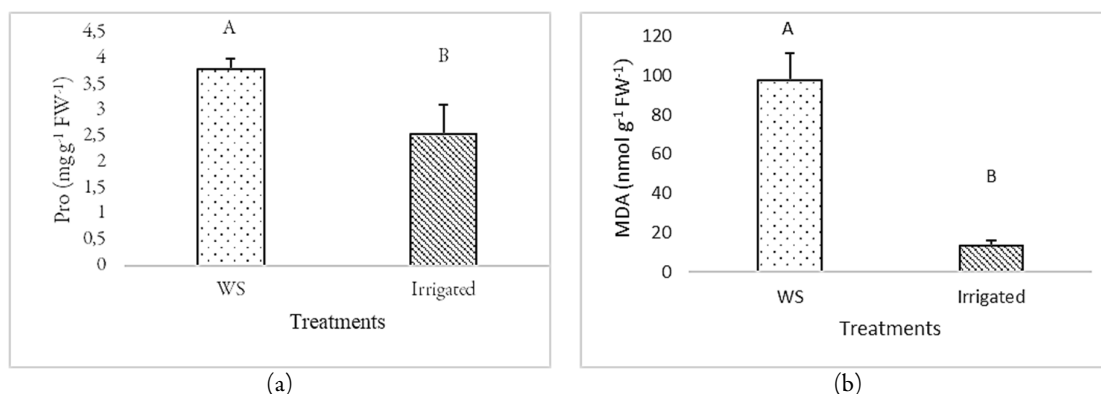 A
B
4,5
4
3,5
3
2,5
2
1,5
1
0,5
0
Pro (mg g⁻¹ FW⁻¹)
WS
Irrigated
Treatments
(a)
A
B
120
100
80
60
40
20
0
MDA (nmol g⁻¹ FW⁻¹)
WS
Irrigated
Treatments
(b)